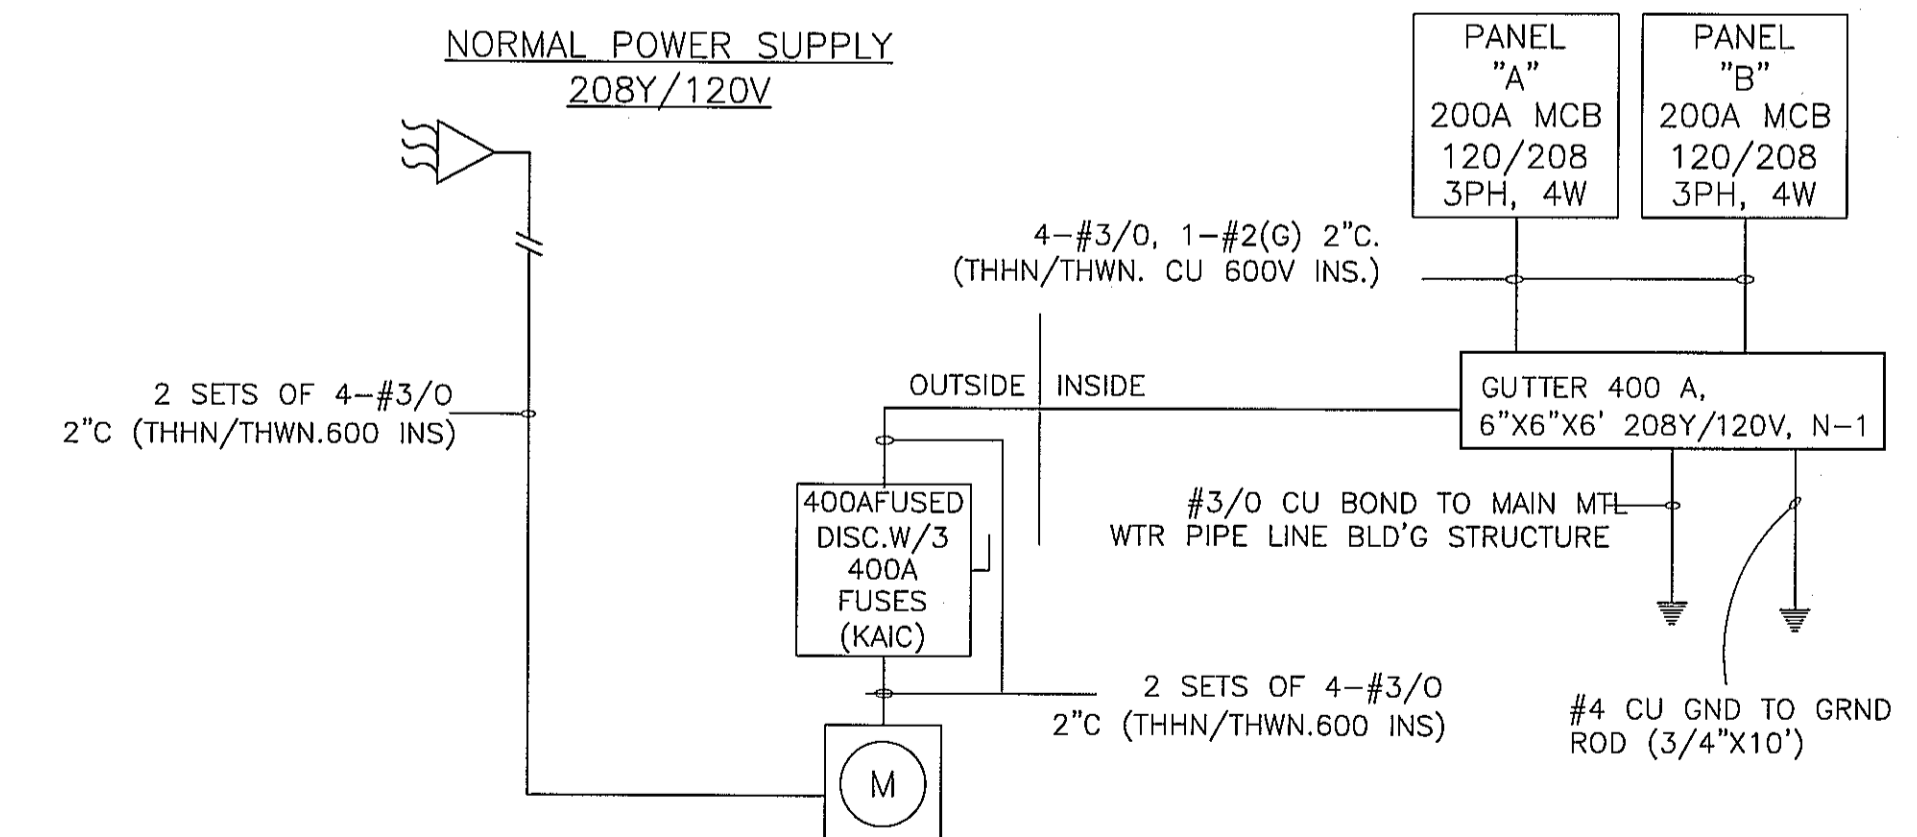 NORMAL POWER SUPPLY
208Y/120V
PANEL
"A"
200A MCB
120/208
3PH, 4W
PANEL
"B"
200A MCB
120/208
3PH, 4W
4-#3/0, 1-#2(G) 2"C.
(THHN/THWN. CU 600V INS.)
2 SETS OF 4-#3/0
2"C (THHN/THWN.600 INS)
OUTSIDE
INSIDE
GUTTER 400 A,
6"X6"X6' 208Y/120V, N-1
400AFUSED
DISC.W/3
400A
FUSES
(KAIC)
#3/0 CU BOND TO MAIN MTL
WTR PIPE LINE BLD'G STRUCTURE
2 SETS OF 4-#3/0
2"C (THHN/THWN.600 INS)
#4 CU GND TO GRND
ROD (3/4"X10')
M